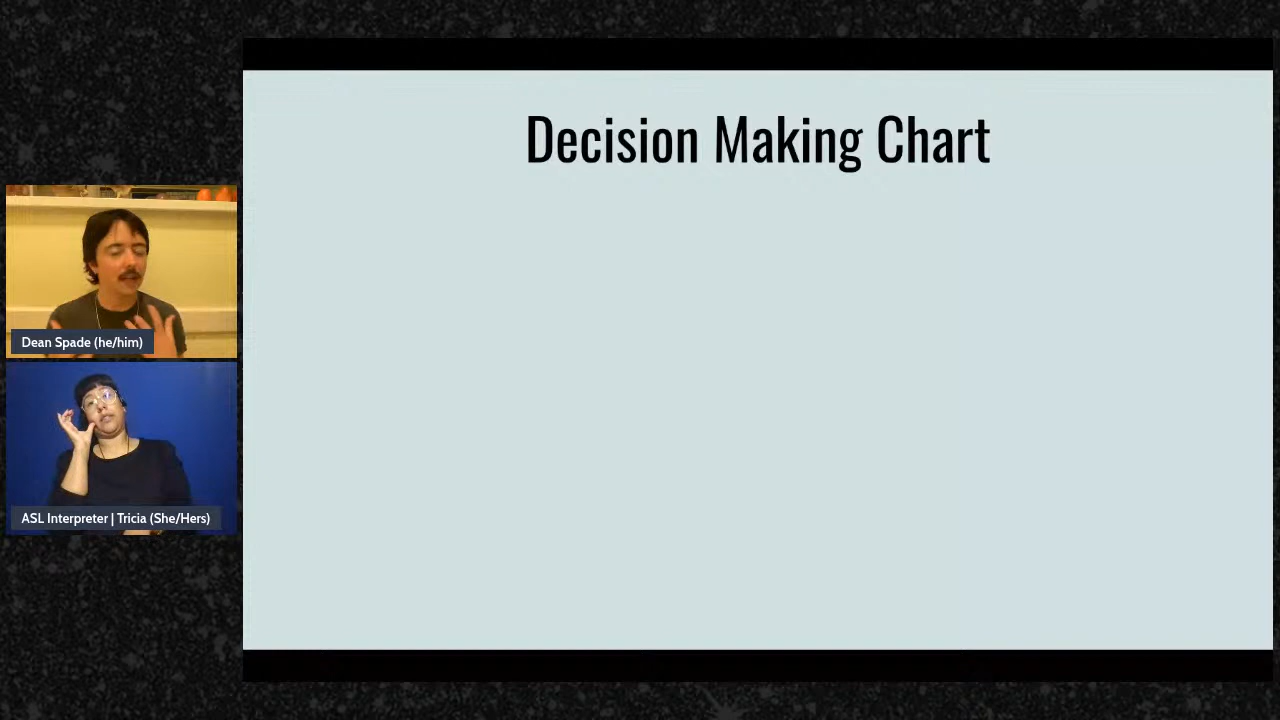 Decision Making Chart
Dean Spade (he/him)
ASL Interpreter | Tricia (She/Hers)